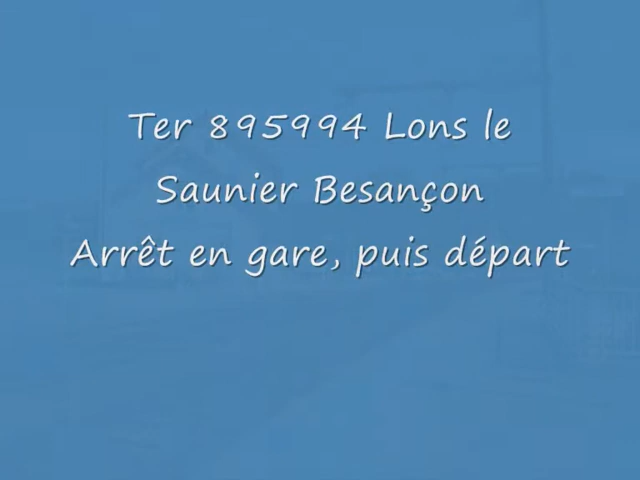 Ter 895994 Lons le
Saunier Besançon
Arrêt en gare, puis départ